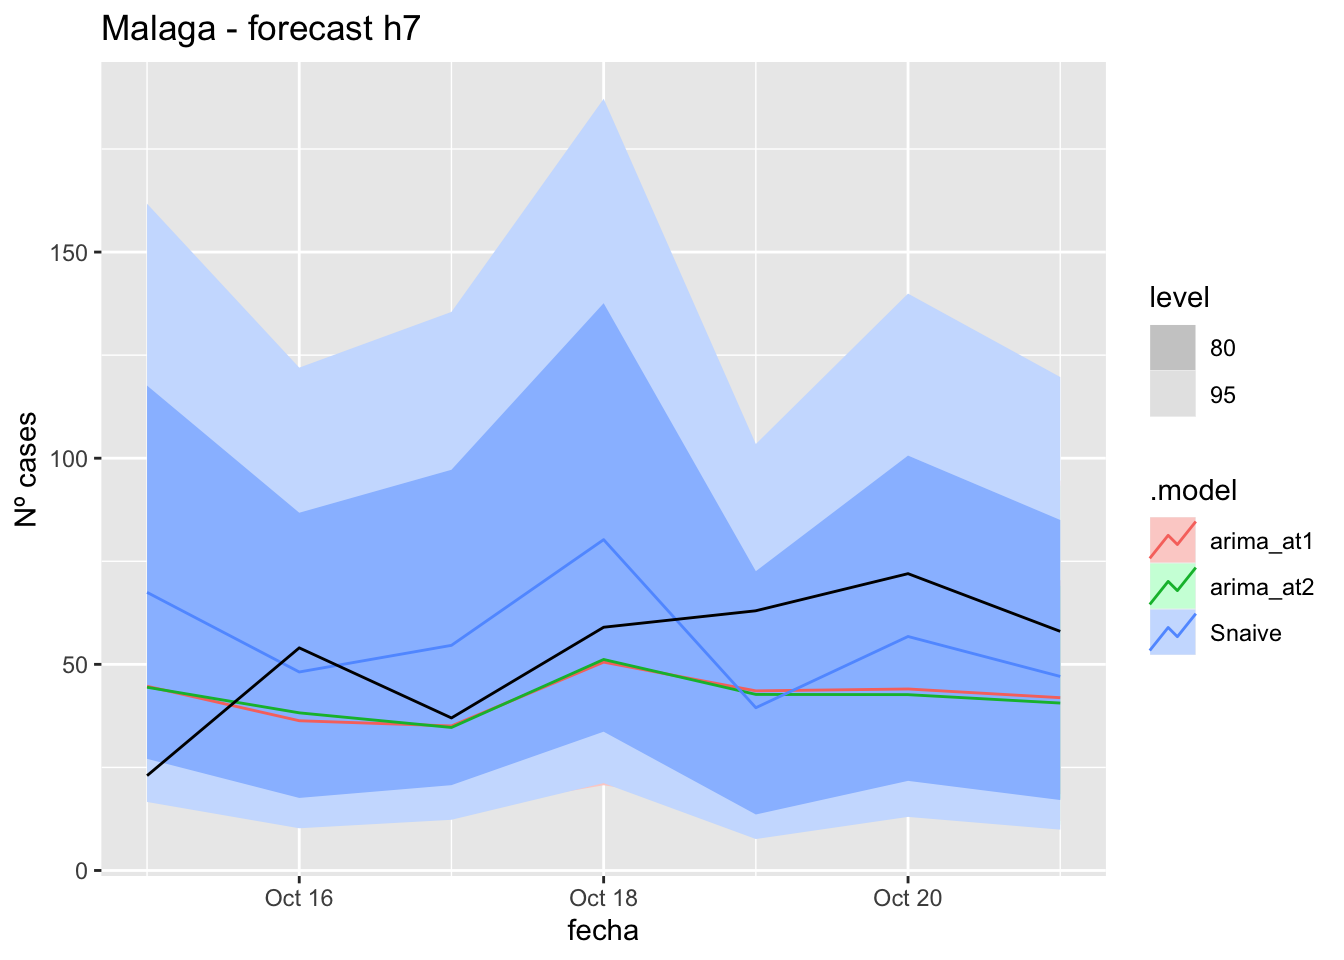 Malaga - forecast h7
Nº cases
150
100
50
0
Oct 16
Oct 18
Oct 20
fecha
level
80
95
.model
arima_at1
arima_at2
Snaive